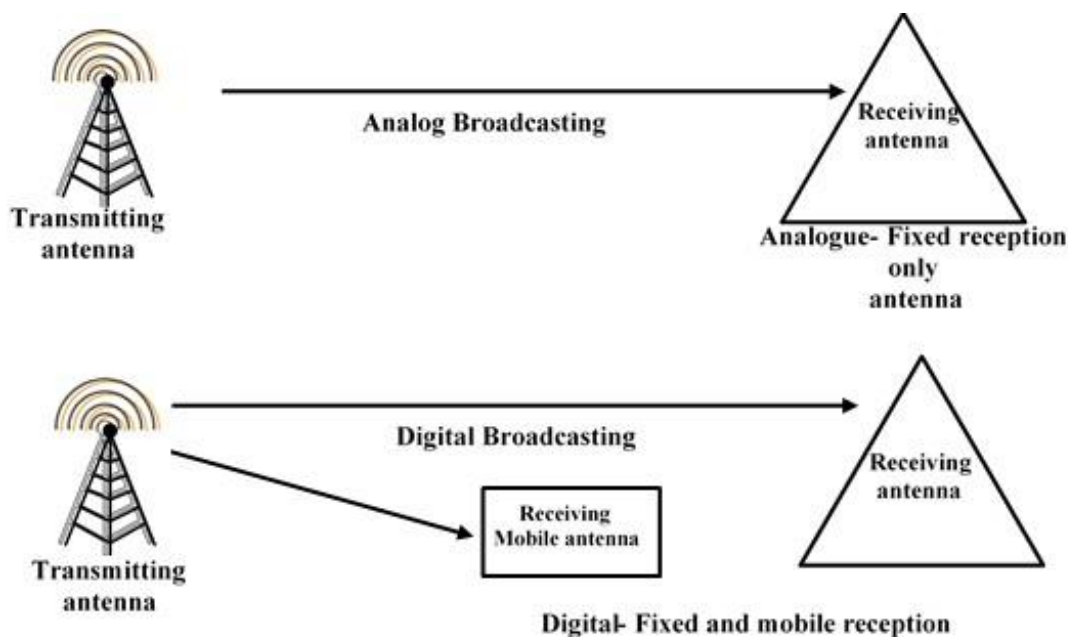 Analog Broadcasting
Receiving
antenna
Transmitting
antenna
Analogue- Fixed reception
only
antenna
Digital Broadcasting
Receiving
antenna
Receiving
Mobile antenna
Transmitting
antenna
Digital- Fixed and mobile reception